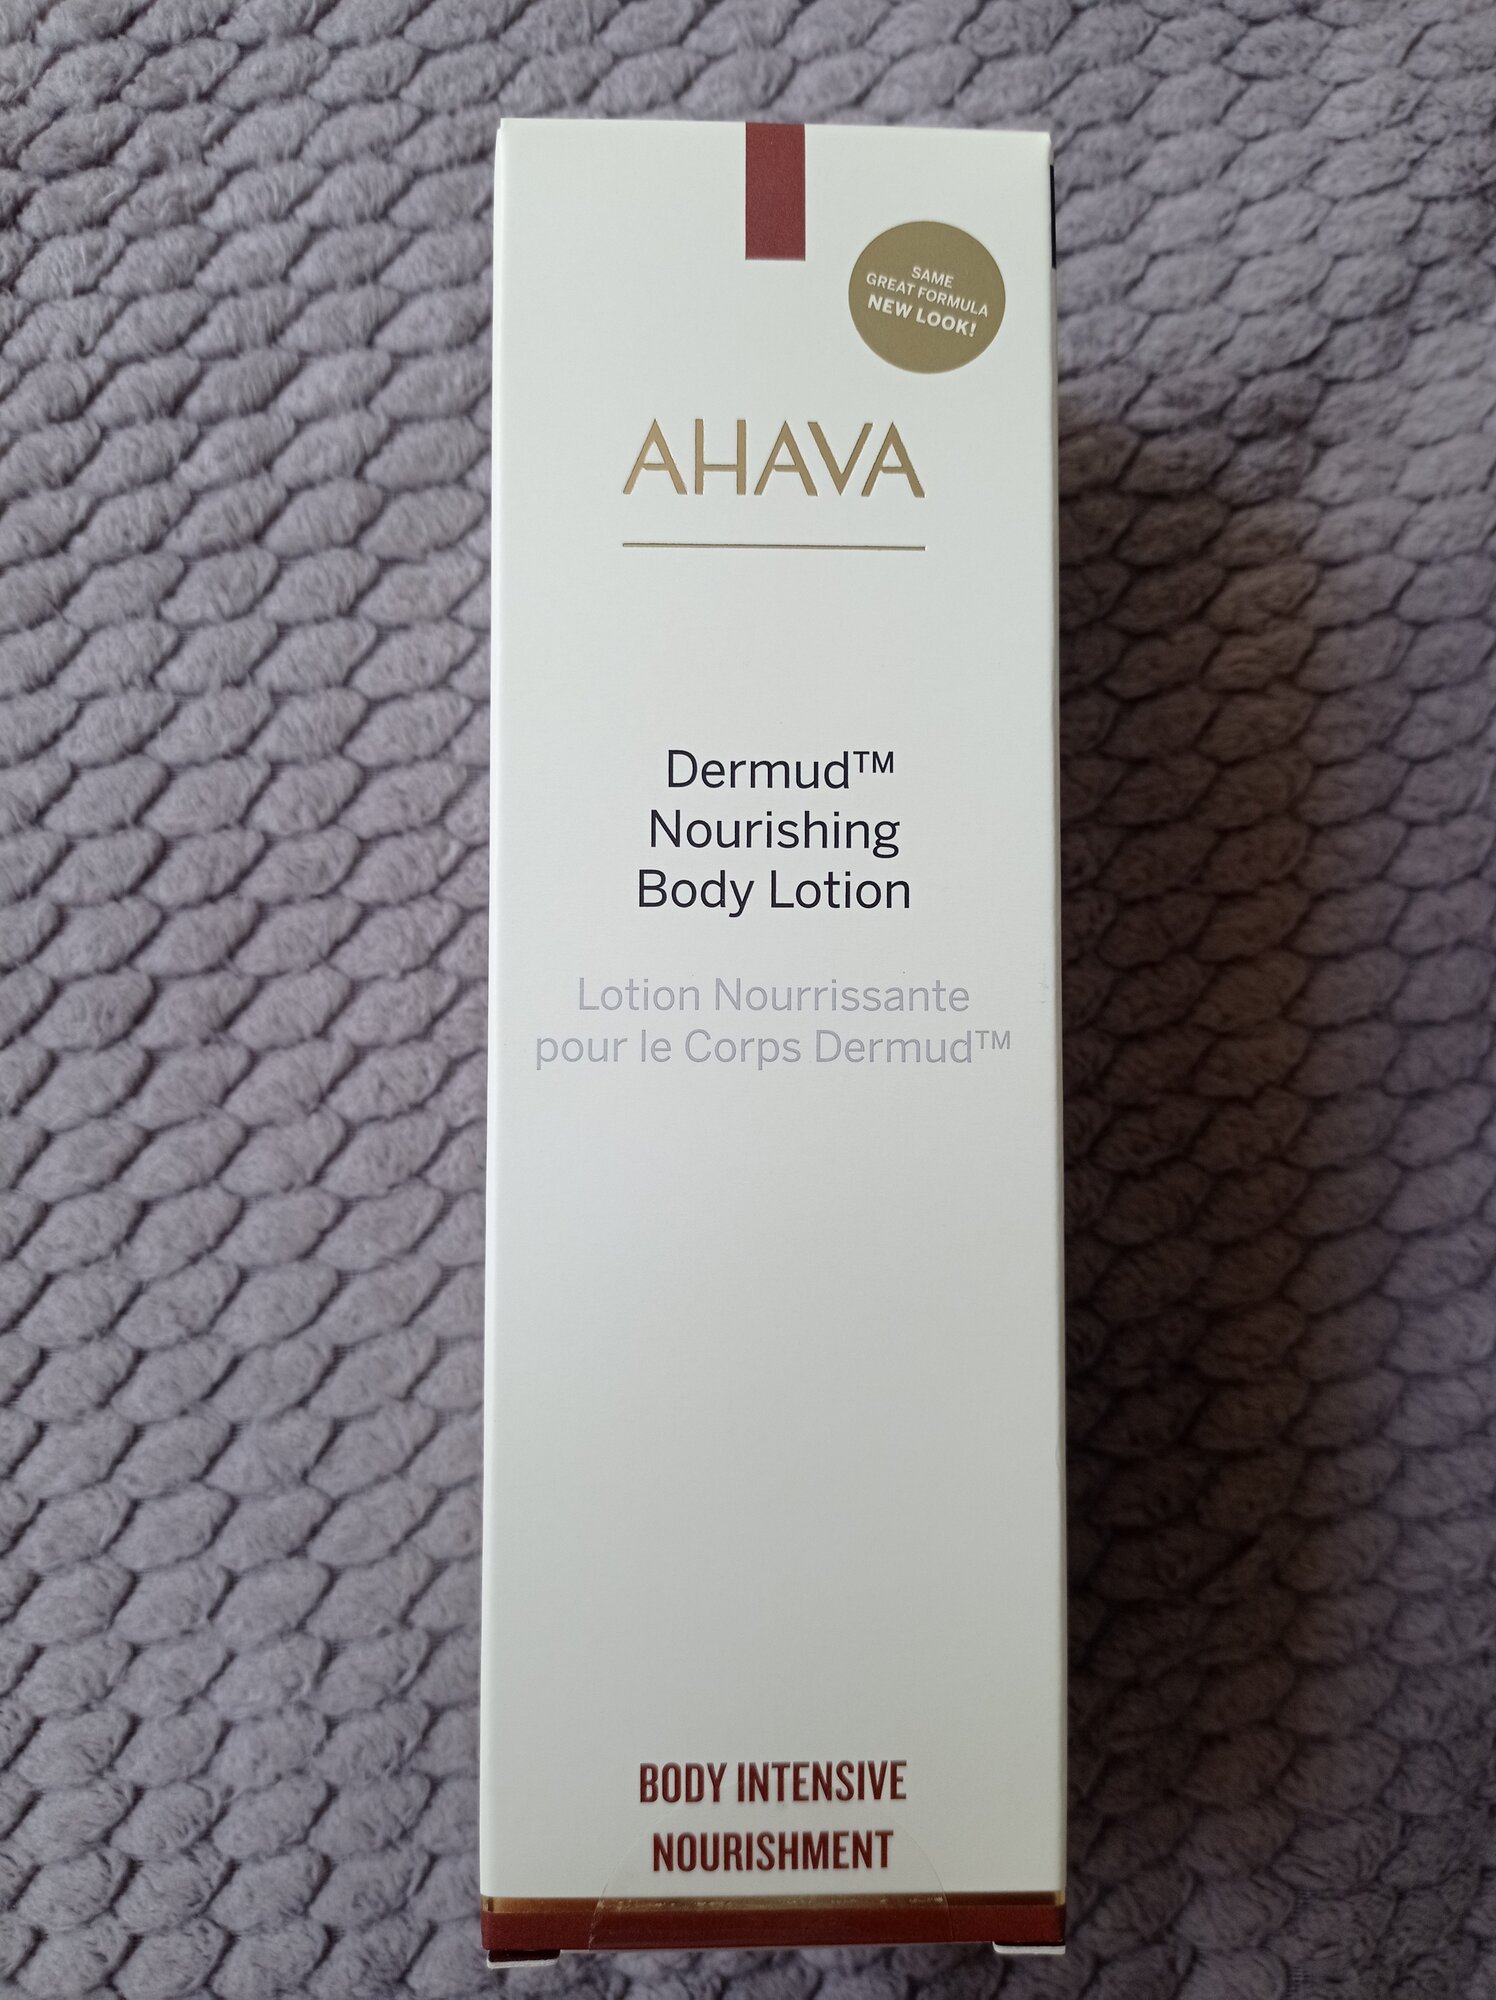 SAME
GREAT FORMULA
NEW LOOK!
AHAVA
Dermud™
Nourishing
Body Lotion
Lotion Nourrissante
pour le Corps Dermud™
BODY INTENSIVE
NOURISHMENT